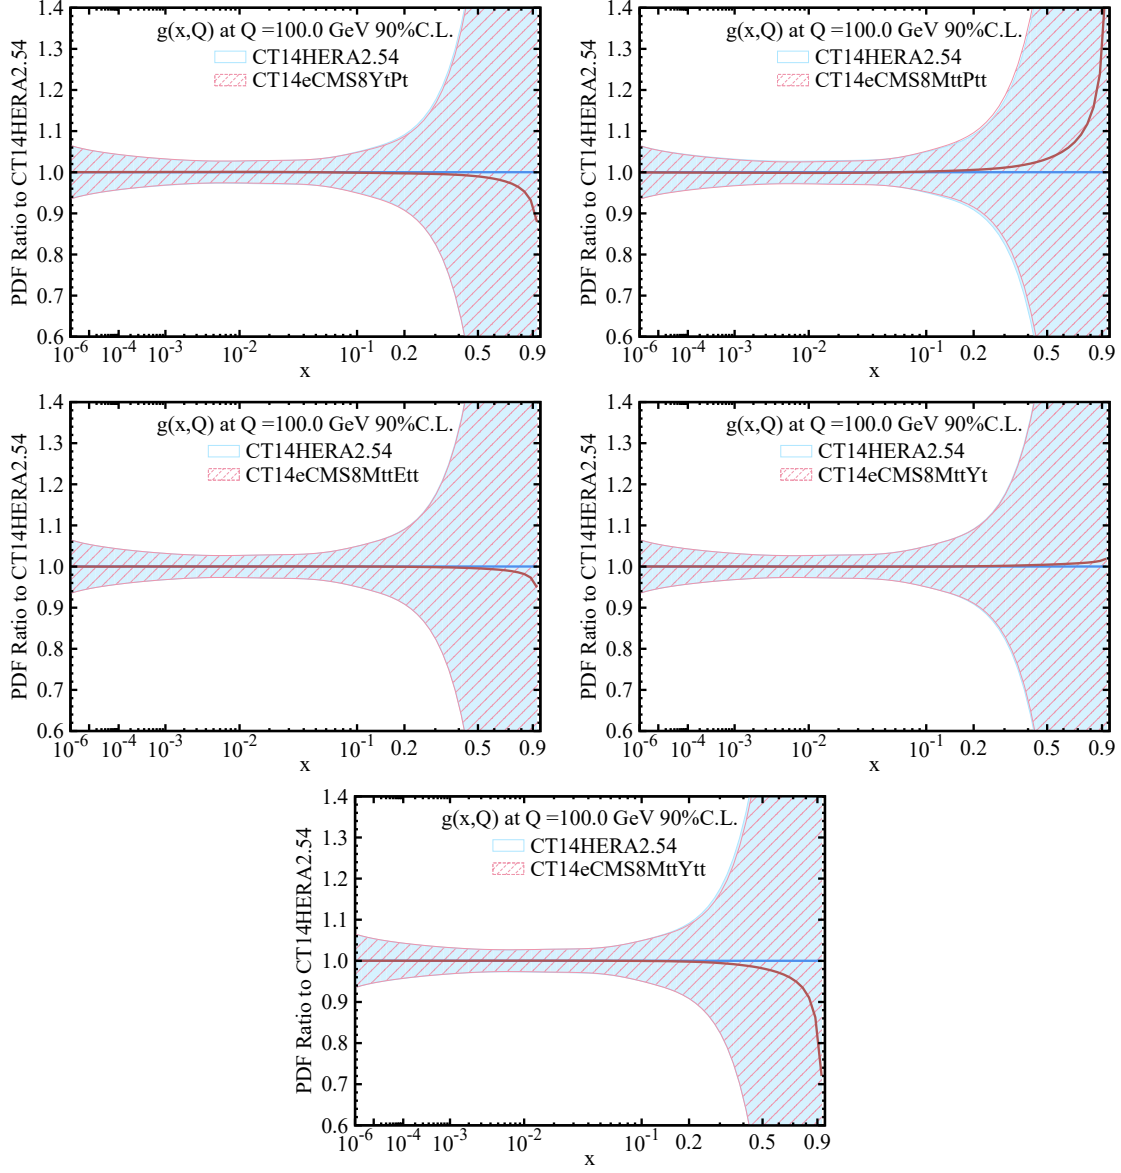 g(x,Q) at Q =100.0 GeV 90%C.L.
CT14HERA2.54
CT14eCMS8YtPt
PDF Ratio to CT14HERA2.54
1.4
1.3
1.2
1.1
1.0
0.9
0.8
0.7
0.6
10-6 10-4 10-3 10-2 10-1 0.2 0.5 0.9
x
g(x,Q) at Q =100.0 GeV 90%C.L.
CT14HERA2.54
CT14eCMS8MttPtt
PDF Ratio to CT14HERA2.54
1.4
1.3
1.2
1.1
1.0
0.9
0.8
0.7
0.6
10-6 10-4 10-3 10-2 10-1 0.2 0.5 0.9
x
g(x,Q) at Q =100.0 GeV 90%C.L.
CT14HERA2.54
CT14eCMS8MttEtt
PDF Ratio to CT14HERA2.54
1.4
1.3
1.2
1.1
1.0
0.9
0.8
0.7
0.6
10-6 10-4 10-3 10-2 10-1 0.2 0.5 0.9
x
g(x,Q) at Q =100.0 GeV 90%C.L.
CT14HERA2.54
CT14eCMS8MttYt
PDF Ratio to CT14HERA2.54
1.4
1.3
1.2
1.1
1.0
0.9
0.8
0.7
0.6
10-6 10-4 10-3 10-2 10-1 0.2 0.5 0.9
x
g(x,Q) at Q =100.0 GeV 90%C.L.
CT14HERA2.54
CT14eCMS8MttYtt
PDF Ratio to CT14HERA2.54
1.4
1.3
1.2
1.1
1.0
0.9
0.8
0.7
0.6
10-6 10-4 10-3 10-2 10-1 0.2 0.5 0.9
x